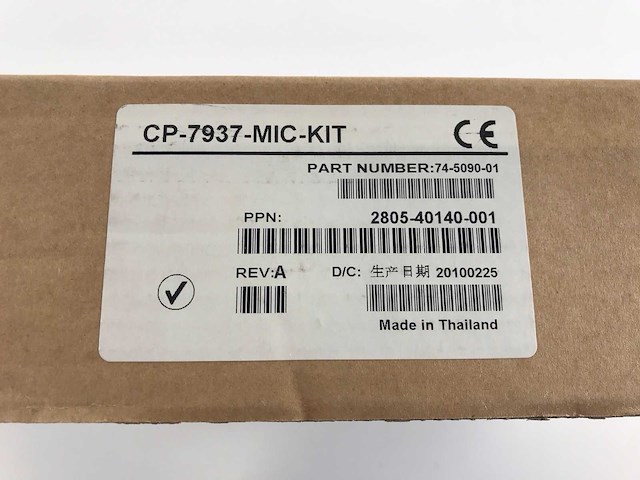 CP-7937-MIC-KIT CE
PART NUMBER:74-5090-01
PPN: 2805-40140-001
REV:A D/C: 生产日期 20100225
Made in Thailand